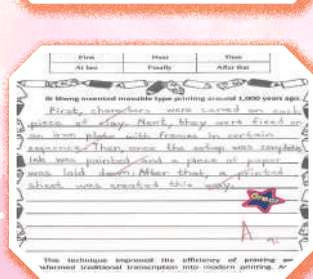 First Next Then
At last Finally After that
Bi Sheng invented movable type printing around 1,000 years ago.
First, characters were carved on each
piece of clay. Next, they were fixed on
an iron plate with frames in certain
sequence. Then, once the setup was complete
ink was painted and a piece of paper
was laid down. After that, a printed
sheet was created this way.
Great
A
This technique improved the efficiency of printing and
transcription into modern printing.